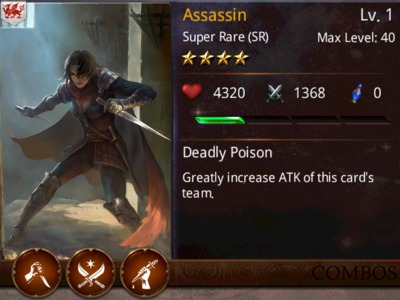 Assassin Lv. 1
Super Rare (SR) Max Level: 40
4320 1368 0
Deadly Poison
Greatly increase ATK of this card's
team.
COMBOS